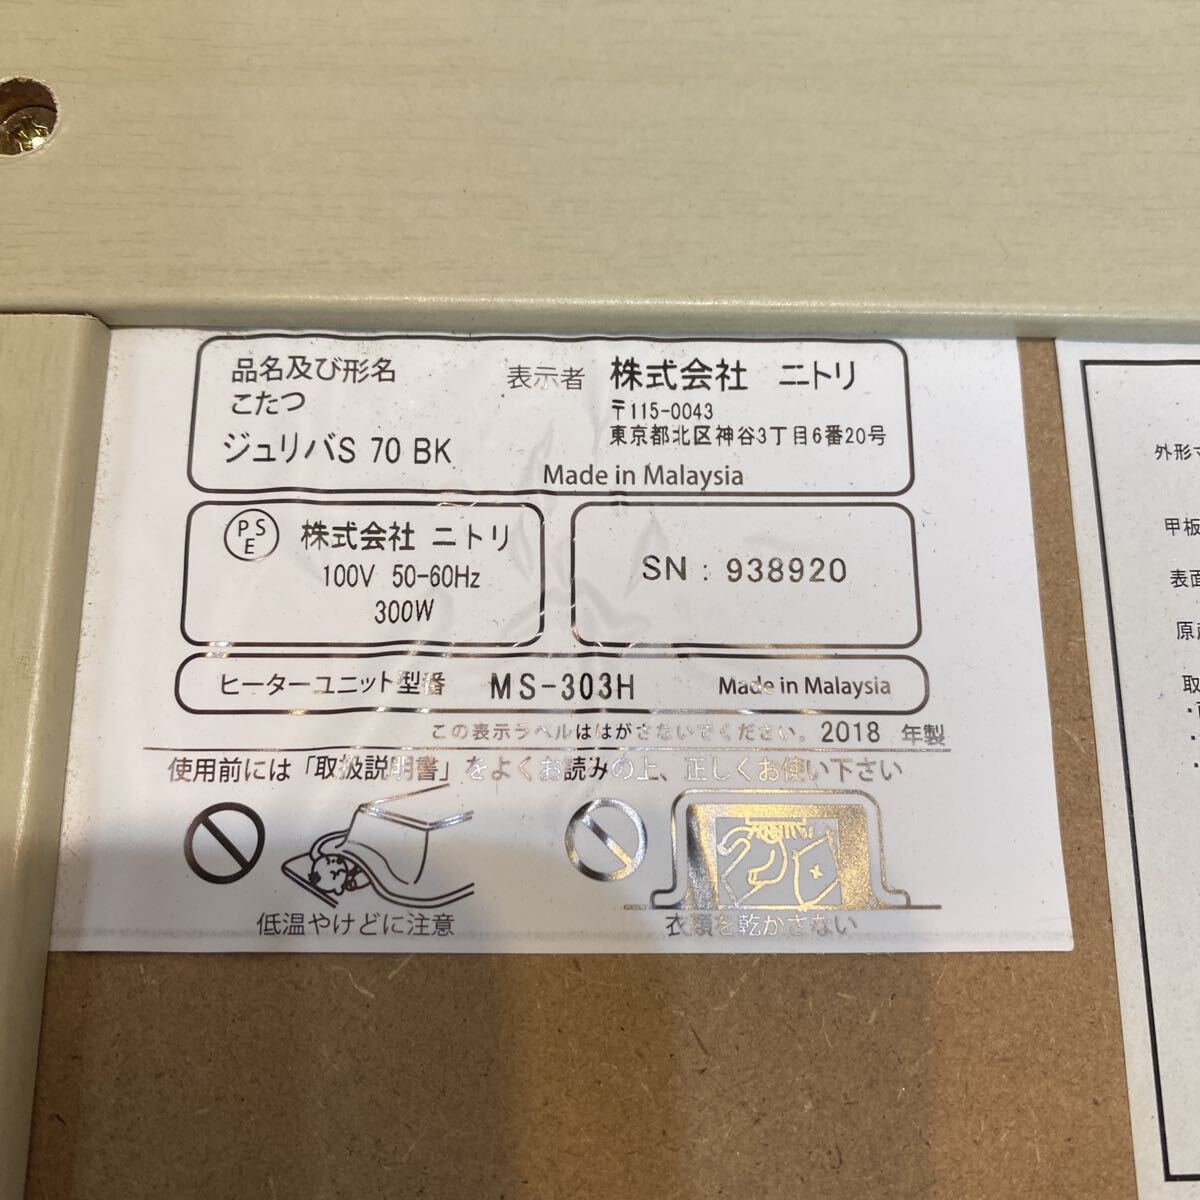 品名及び形名
こたつ
ジュリバS 70 BK
表示者 株式会社 ニトリ
〒115-0043
東京都北区神谷3丁目6番20号
Made in Malaysia
PSE 株式会社 ニトリ
100V 50-60Hz
300W
SN : 938920
ヒーターユニット型番 MS-303H Made in Malaysia
この表示ラベルははがさないでください。2018 年製
使用前には「取扱説明書」をよくお読みの上、正しくお使い下さい
低温やけどに注意
衣類を乾かさない
外形
甲板
表面
取